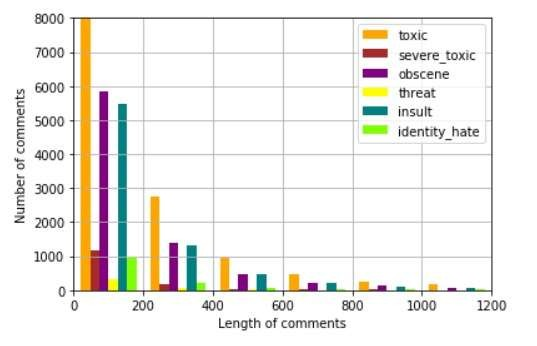 8000
7000
6000
5000
4000
3000
2000
1000
0
Number of comments
toxic
severe_toxic
obscene
threat
insult
identity_hate
0 200 400 600 800 1000 1200
Length of comments